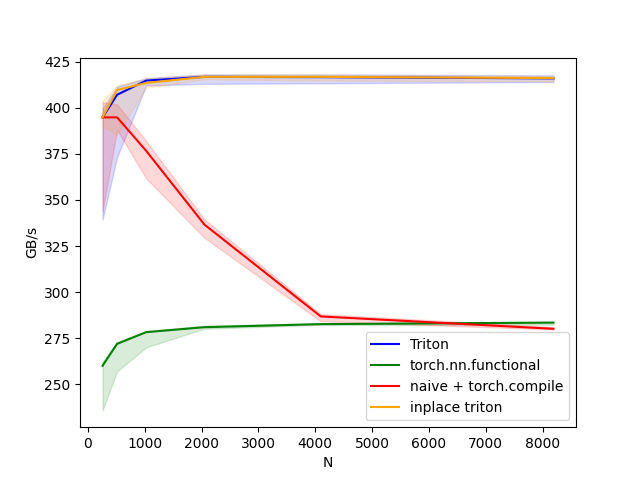 425
400
375
350
325
300
275
250
GB/s
0 1000 2000 3000 4000 5000 6000 7000 8000
N
Triton
torch.nn.functional
naive + torch.compile
inplace triton